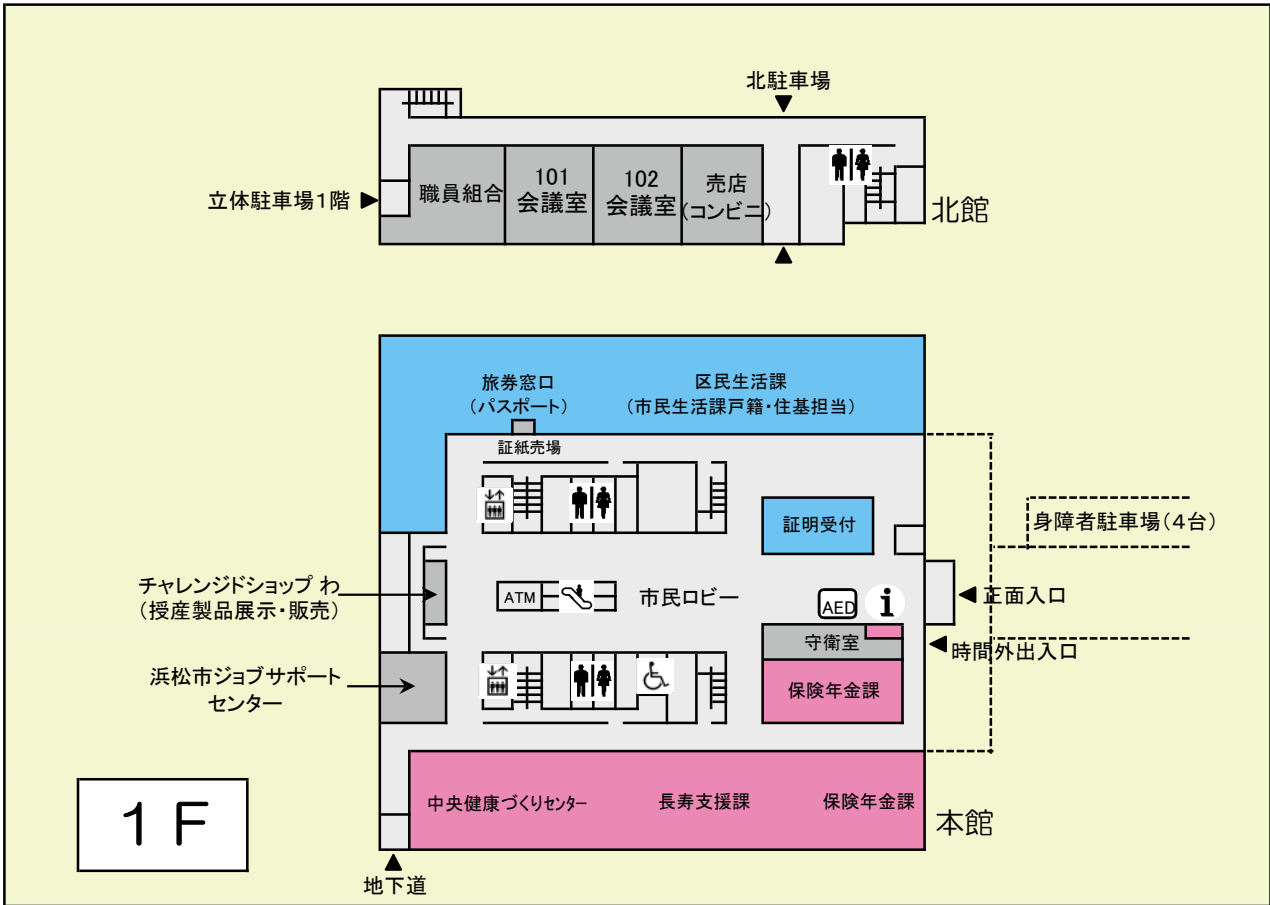 北駐車場
立体駐車場1階
職員組合
101
会議室
102
会議室
売店
(コンビニ)
北館
旅券窓口
(パスポート)
区民生活課
(市民生活課戸籍・住基担当)
証紙売場
証明受付
身障者駐車場(4台)
チャレンジドショップ わ
(授産製品展示・販売)
ATM
市民ロビー
AED
i
正面入口
守衛室
時間外出入口
浜松市ジョブサポート
センター
保険年金課
中央健康づくりセンター
長寿支援課
保険年金課
本館
1F
地下道